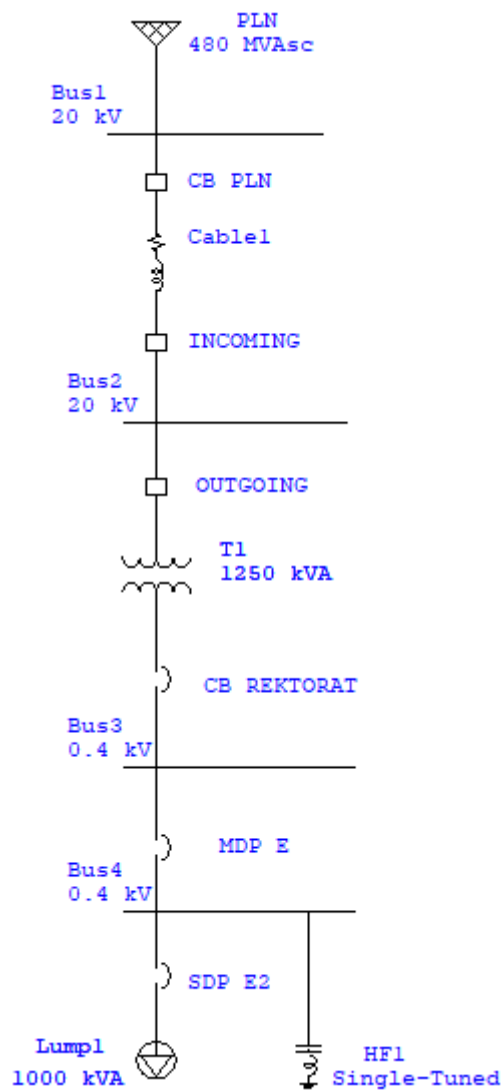 PLN
480 MVAsc
Bus1
20 kV
CB PLN
Cable1
INCOMING
Bus2
20 kV
OUTGOING
T1
1250 kVA
CB REKTORAT
Bus3
0.4 kV
MDP E
Bus4
0.4 kV
SDP E2
Lump1
1000 kVA
HF1
Single-Tuned